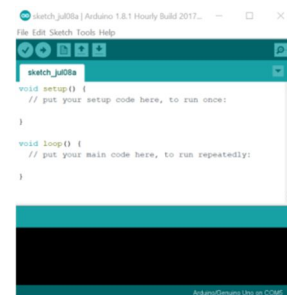 sketch_jul08a | Arduino 1.8.1 Hourly Build 2017...
File Edit Sketch Tools Help
sketch_jul08a
void setup() {
// put your setup code here, to run once:
}
void loop() {
// put your main code here, to run repeatedly:
}
Arduino/Genuino Uno on COM5